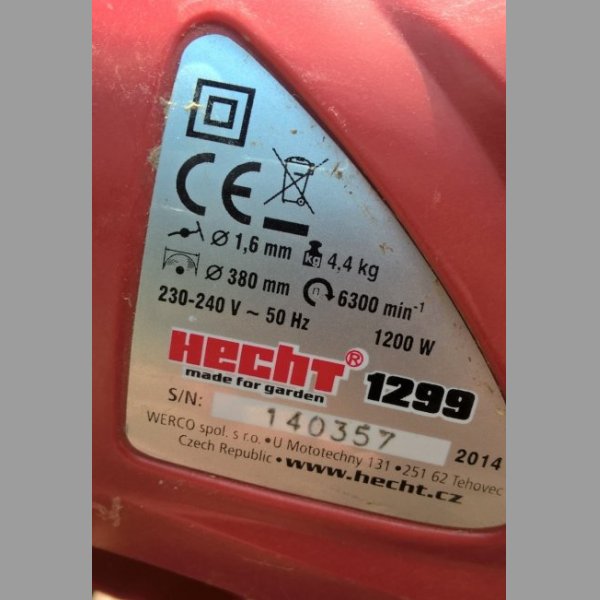 CE
Ø 1,6 mm kg 4,4 kg
Ø 380 mm n 6300 min⁻¹
230-240 V ~ 50 Hz 1200 W
HECHT® 1299
made for garden
S/N: 140357 2014
WERCO spol. s r.o. • U Mototechny 131 • 251 62 Tehovec
Czech Republic • www.hecht.cz